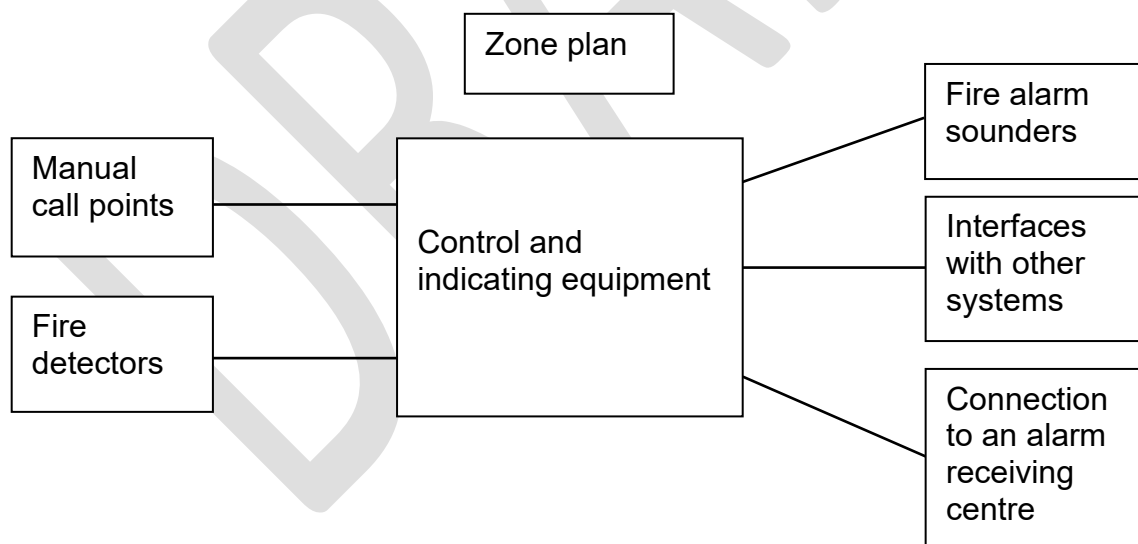 Zone plan
Manual
call points
Fire
detectors
Control and
indicating equipment
Fire alarm
sounders
Interfaces
with other
systems
Connection
to an alarm
receiving
centre